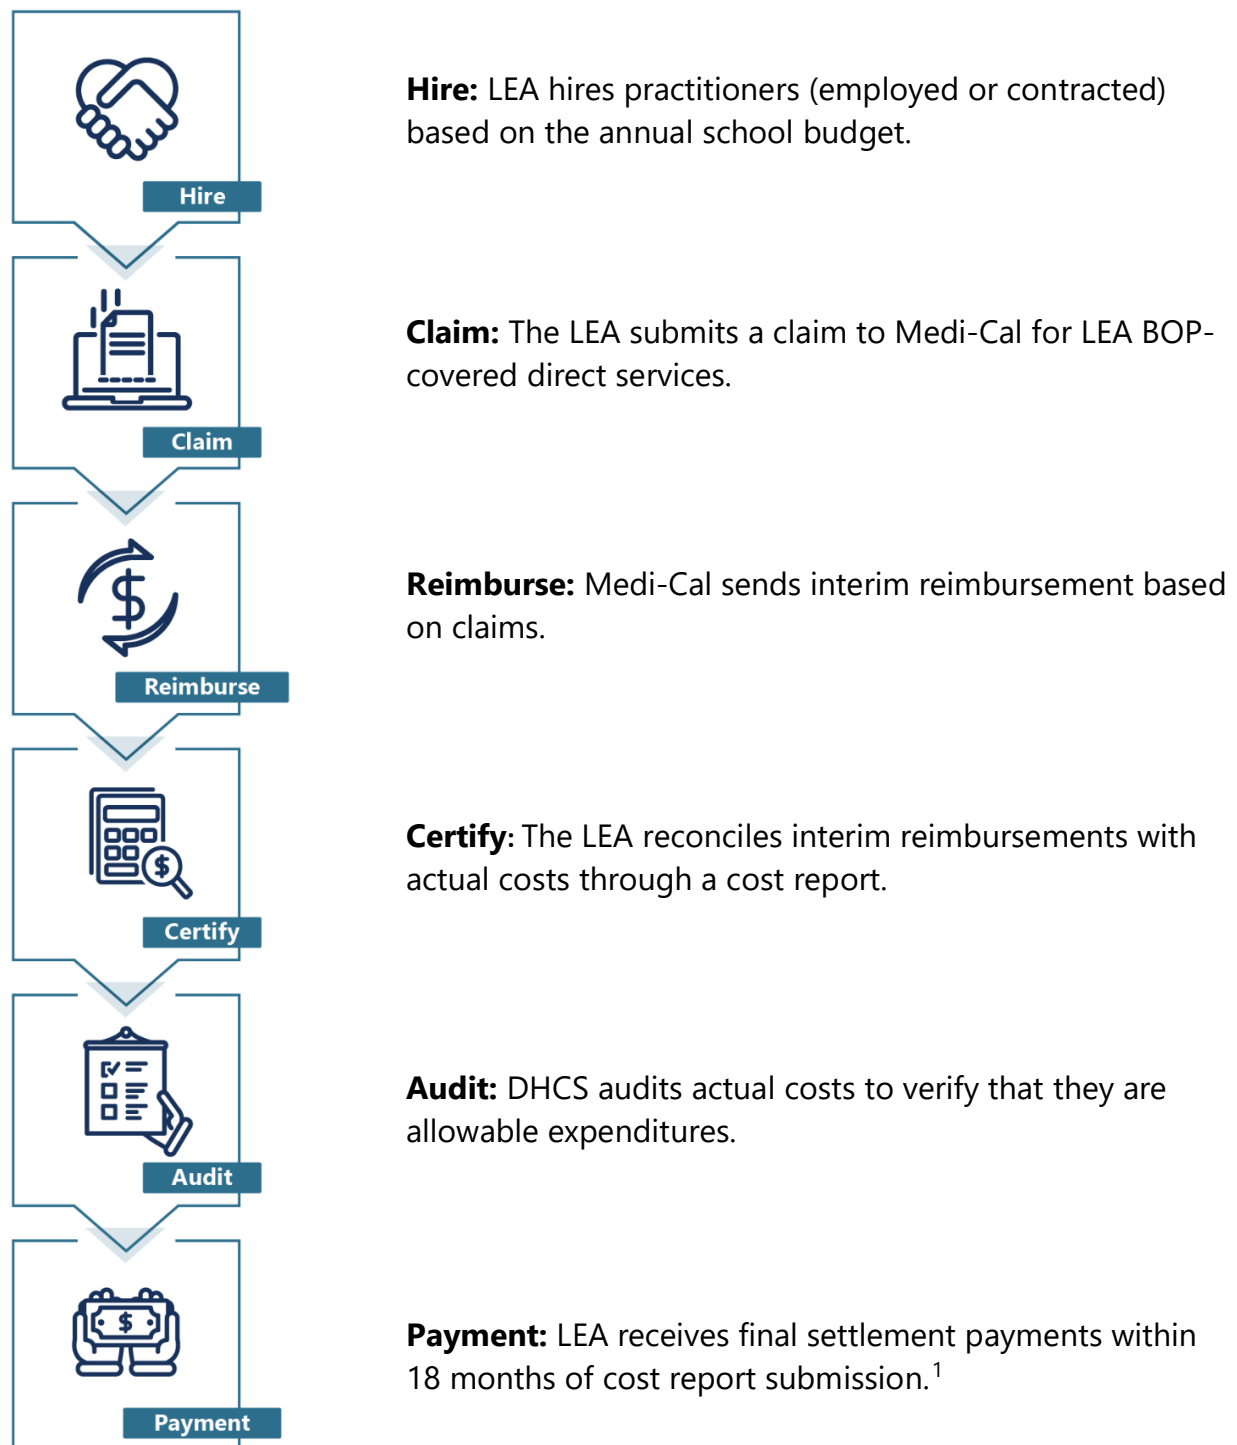 Hire
Hire: LEA hires practitioners (employed or contracted)
based on the annual school budget.
Claim
Claim: The LEA submits a claim to Medi-Cal for LEA BOP-
covered direct services.
Reimburse
Reimburse: Medi-Cal sends interim reimbursement based
on claims.
Certify
Certify: The LEA reconciles interim reimbursements with
actual costs through a cost report.
Audit
Audit: DHCS audits actual costs to verify that they are
allowable expenditures.
Payment
Payment: LEA receives final settlement payments within
18 months of cost report submission.1